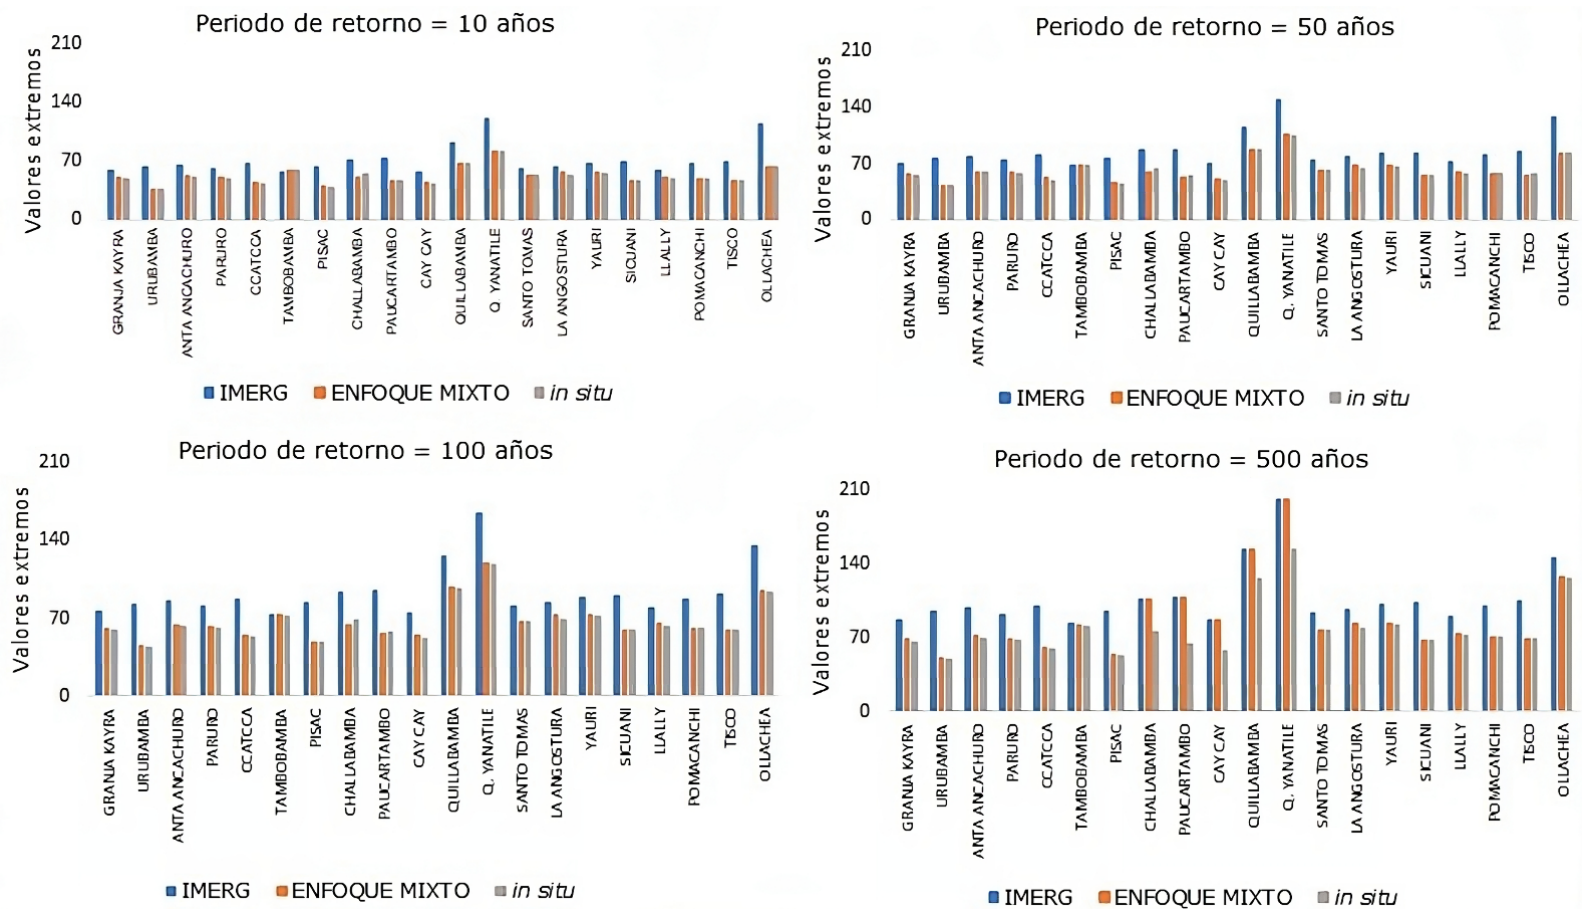 Periodo de retorno = 10 años
Valores extremos
210
140
70
0
GRANJA KAYRA
URUBAMBA
ANTA ANCACHURO
PARURO
CCATCCA
TAMBOBAMBA
PISAC
CHALLABAMBA
PAUCARTAMBO
CAY CAY
QUILLABAMBA
Q. YANATILE
SANTO TOMAS
LA ANGOSTURA
YAURI
SICUANI
LLALLY
POMACANCHI
TISCO
OLLACHEA
IMERG ENFOQUE MIXTO in situ
Periodo de retorno = 50 años
Valores extremos
210
140
70
0
GRANJA KAYRA
URUBAMBA
ANTA ANCACHURO
PARURO
CCATCCA
TAMBOBAMBA
PISAC
CHALLABAMBA
PAUCARTAMBO
CAY CAY
QUILLABAMBA
Q. YANATILE
SANTO TOMAS
LA ANGOSTURA
YAURI
SICUANI
LLALLY
POMACANCHI
TISCO
OLLACHEA
IMERG ENFOQUE MIXTO in situ
Periodo de retorno = 100 años
Valores extremos
210
140
70
0
GRANJA KAYRA
URUBAMBA
ANTA ANCACHURO
PARURO
CCATCCA
TAMBOBAMBA
PISAC
CHALLABAMBA
PAUCARTAMBO
CAY CAY
QUILLABAMBA
Q. YANATILE
SANTO TOMAS
LA ANGOSTURA
YAURI
SICUANI
LLALLY
POMACANCHI
TISCO
OLLACHEA
IMERG ENFOQUE MIXTO in situ
Periodo de retorno = 500 años
Valores extremos
210
140
70
0
GRANJA KAYRA
URUBAMBA
ANTA ANCACHURO
PARURO
CCATCCA
TAMBOBAMBA
PISAC
CHALLABAMBA
PAUCARTAMBO
CAY CAY
QUILLABAMBA
Q. YANATILE
SANTO TOMAS
LA ANGOSTURA
YAURI
SICUANI
LLALLY
POMACANCHI
TISCO
OLLACHEA
IMERG ENFOQUE MIXTO in situ